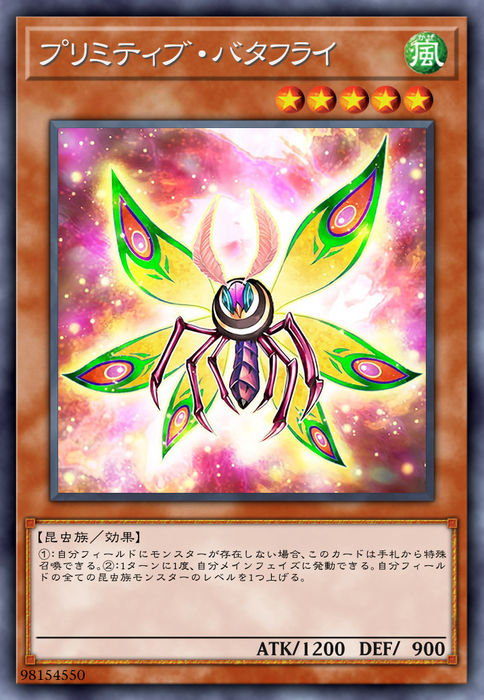 プリミティブ・バタフライ
かぜ
風
【昆虫族／効果】
①:自分フィールドにモンスターが存在しない場合、このカードは手札から特殊
召喚できる。②:1ターンに1度、自分メインフェイズに発動できる。自分フィール
ドの全ての昆虫族モンスターのレベルを1つ上げる。
ATK/1200 DEF/ 900
98154550